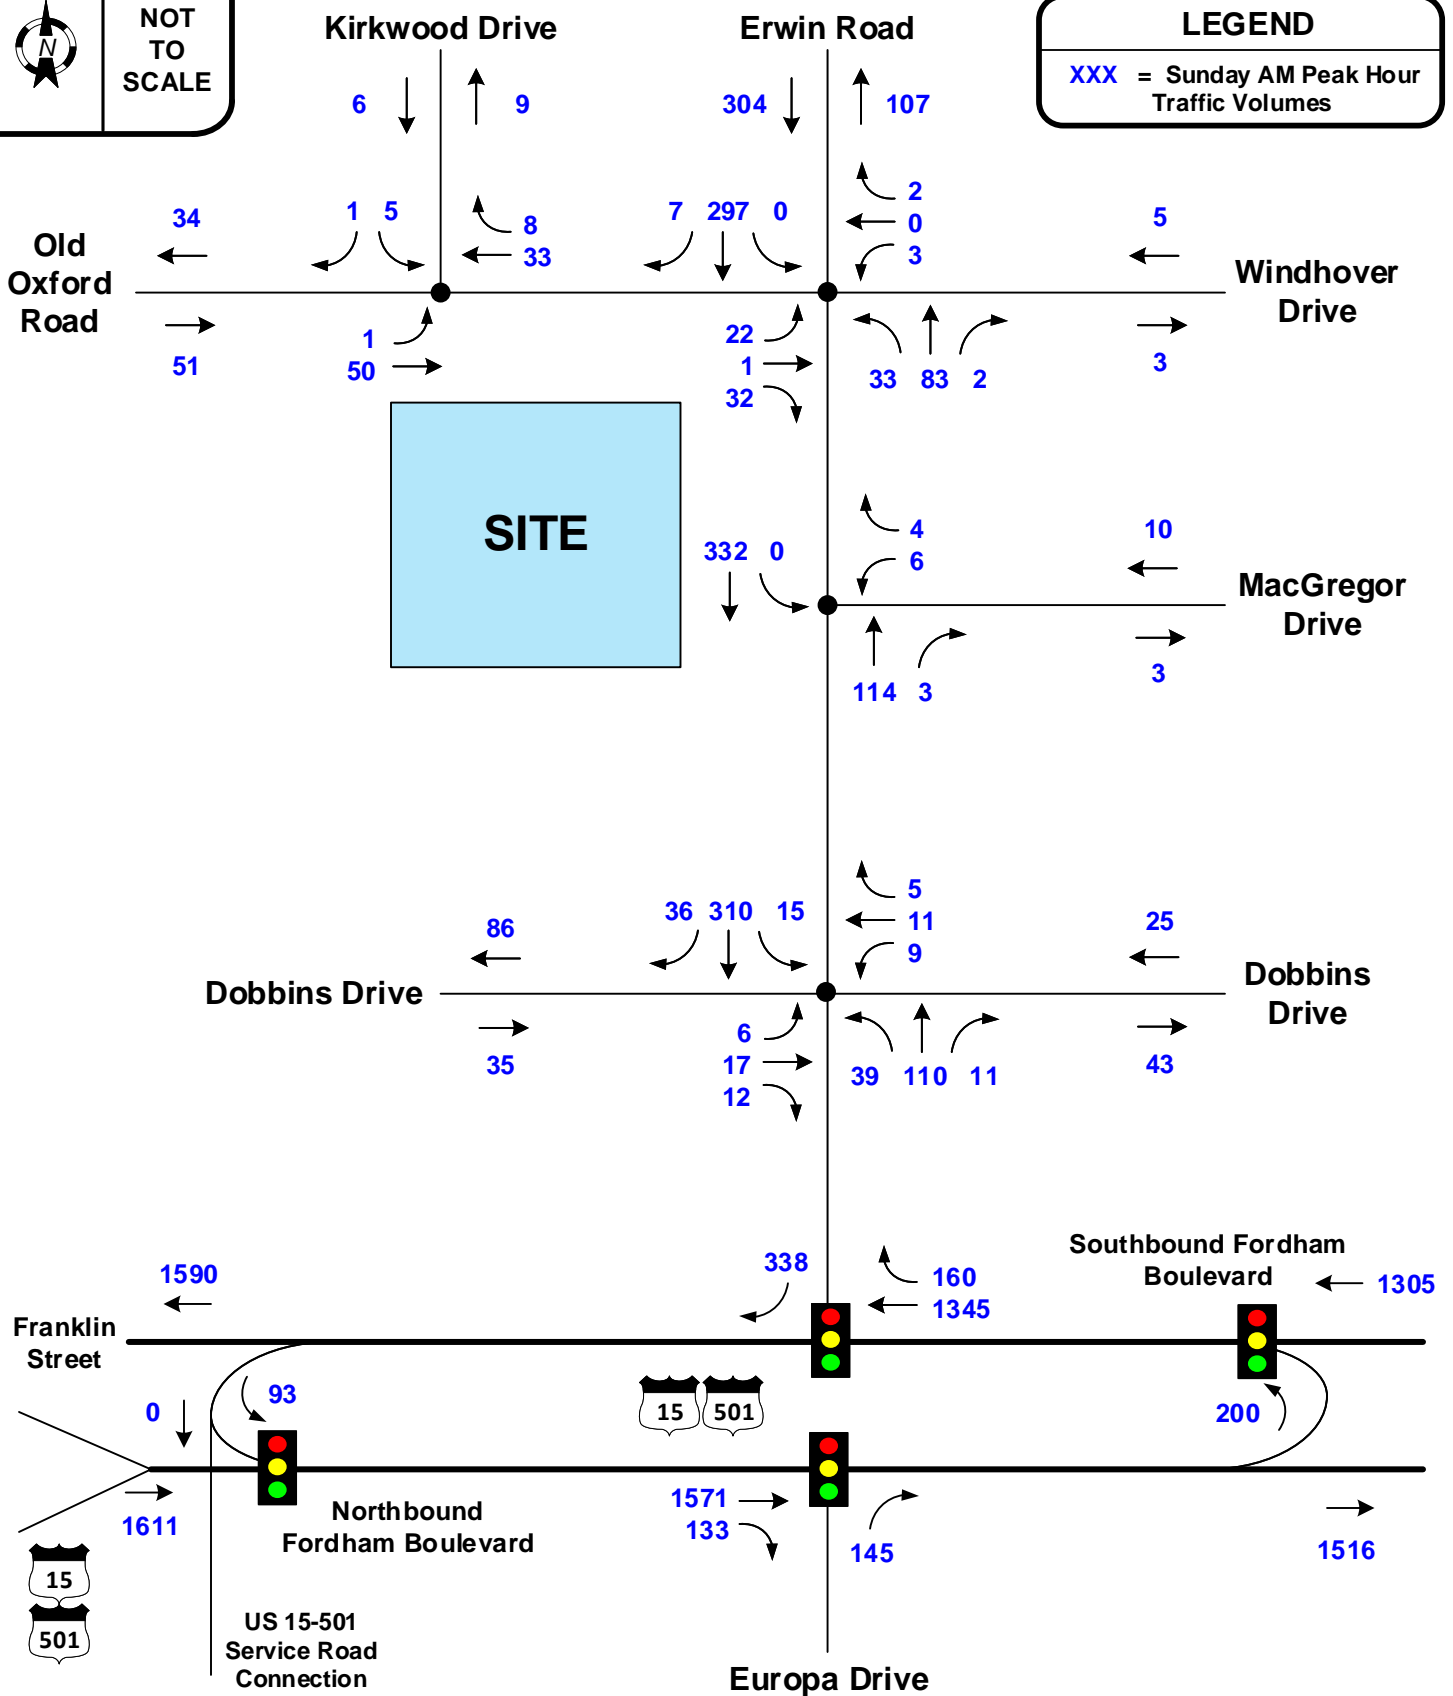 N
NOT
TO
SCALE
Kirkwood Drive
Erwin Road
LEGEND
XXX = Sunday AM Peak Hour
Traffic Volumes
6
9
304
107
34
1 5
8
33
7 297 0
2
0
3
5
Old
Oxford
Road
Windhover
Drive
51
1
50
22
1
32
33 83 2
3
SITE
332 0
4
6
10
MacGregor
Drive
114 3
3
86
36 310 15
5
11
9
25
Dobbins Drive
Dobbins
Drive
35
6
17
12
39 110 11
43
1590
338
160
1345
Southbound Fordham
Boulevard
1305
Franklin
Street
0
93
15
501
200
1611
Northbound
Fordham Boulevard
1571
133
145
1516
15
501
US 15-501
Service Road
Connection
Europa Drive